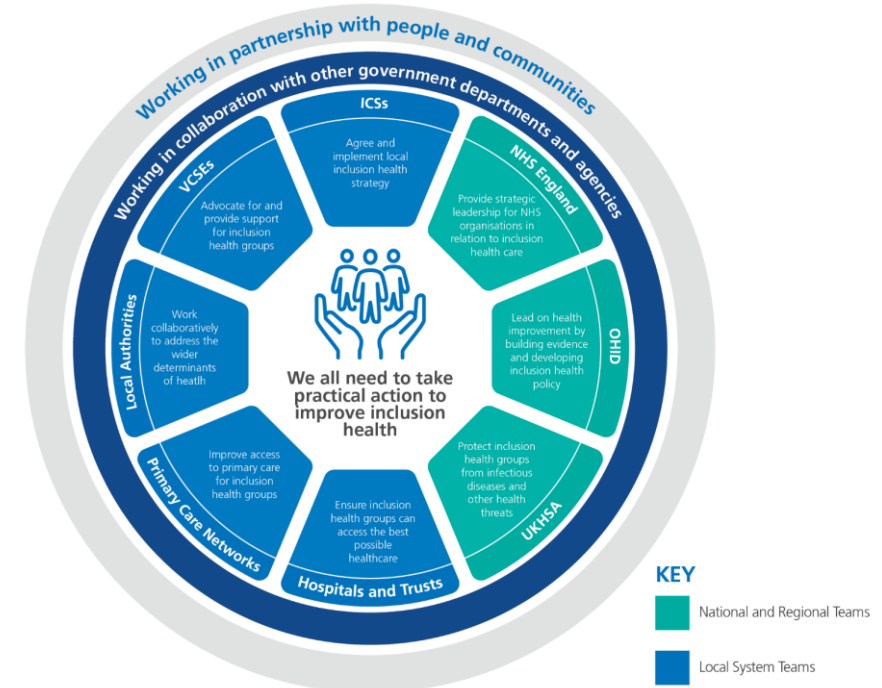 Working in partnership with people and communities
Working in collaboration with other government departments and agencies
ICSs
Agree and
implement local
inclusion health
strategy
NHS England
Provide strategic
leadership for NHS
organisations in
relation to inclusion
health care
OHID
Lead on health
improvement by
building evidence
and developing
inclusion health
policy
UKHSA
Protect inclusion
health groups
from infectious
diseases and
other health
threats
Hospitals and Trusts
Ensure inclusion
health groups can
access the best
possible
healthcare
Primary Care Networks
Improve access
to primary care
for inclusion
health groups
Local Authorities
Work
collaboratively
to address the
wider
determinants
of heatlh
VCSEs
Advocate for and
provide support
for inclusion
health groups
We all need to take
practical action to
improve inclusion
health
KEY
National and Regional Teams
Local System Teams